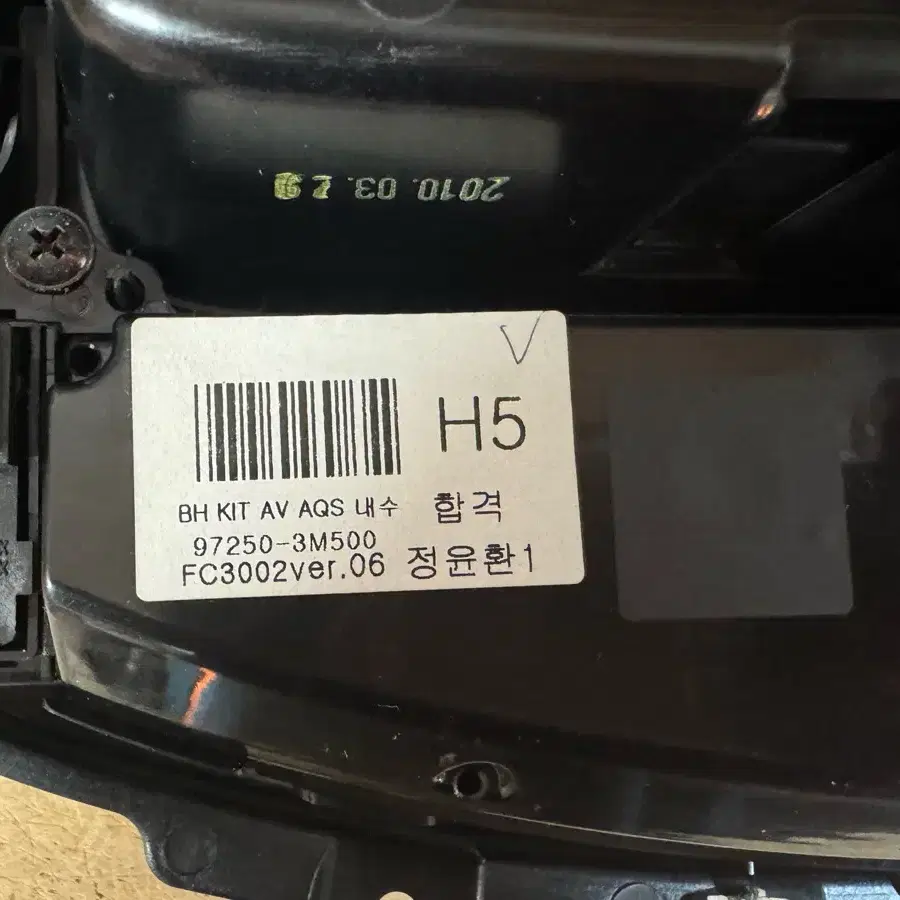 2010. 03. 29
V
H5
BH KIT AV AQS 내수 합격
97250-3M500
FC3002ver.06 정윤환1